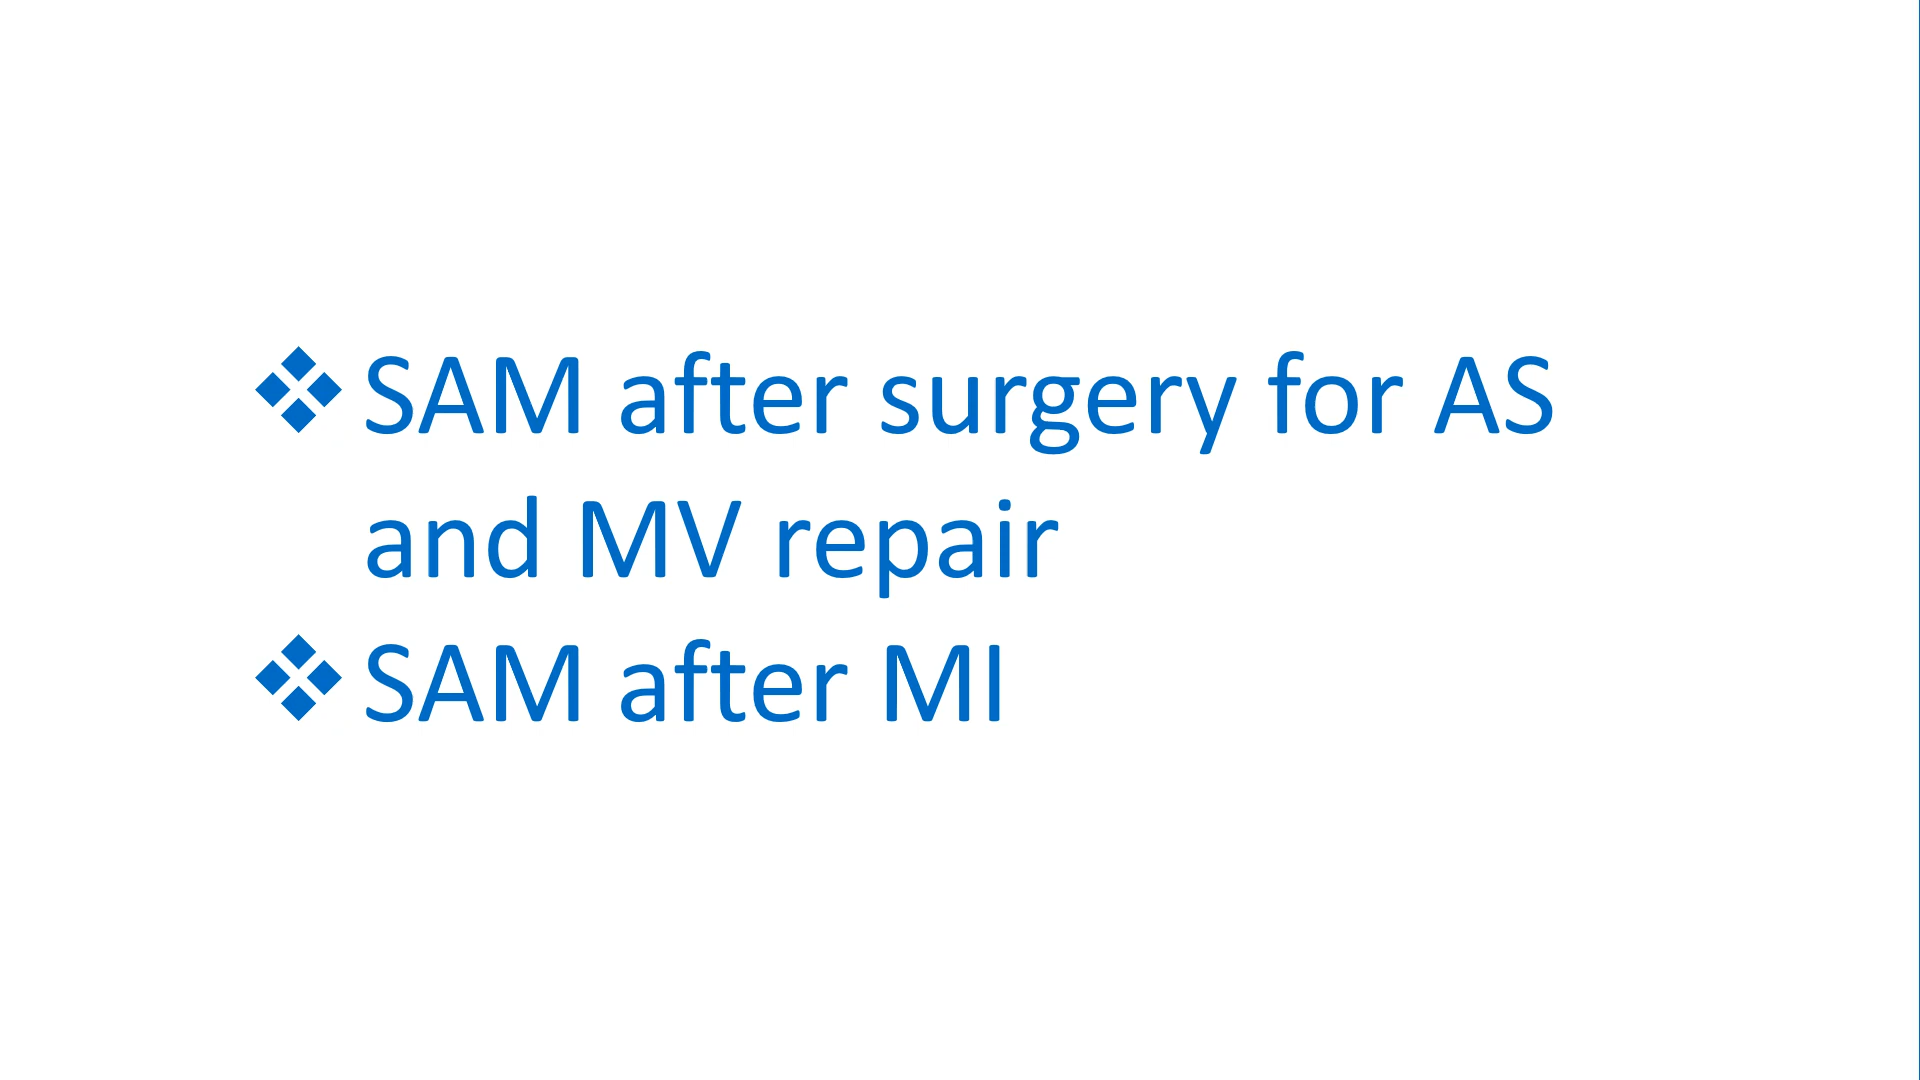 ❖ SAM after surgery for AS
and MV repair
❖ SAM after MI